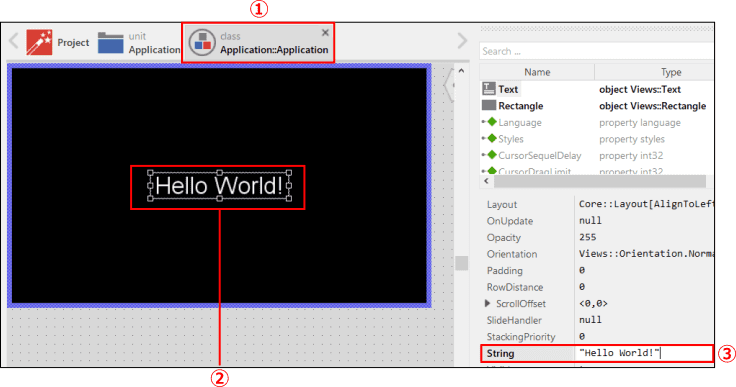 ①
Project
unit
Application
class
Application::Application
Hello World!
②
Search ...
Name Type
Text object Views::Text
Rectangle object Views::Rectangle
Language property language
Styles property styles
CursorSequelDelay property int32
CursorDragLimit property int32
Layout Core::Layout[AlignToLeft
OnUpdate null
Opacity 255
Orientation Views::Orientation.Norma
Padding 0
RowDistance 0
ScrollOffset <0,0>
SlideHandler null
StackingPriority 0
String "Hello World!"
③